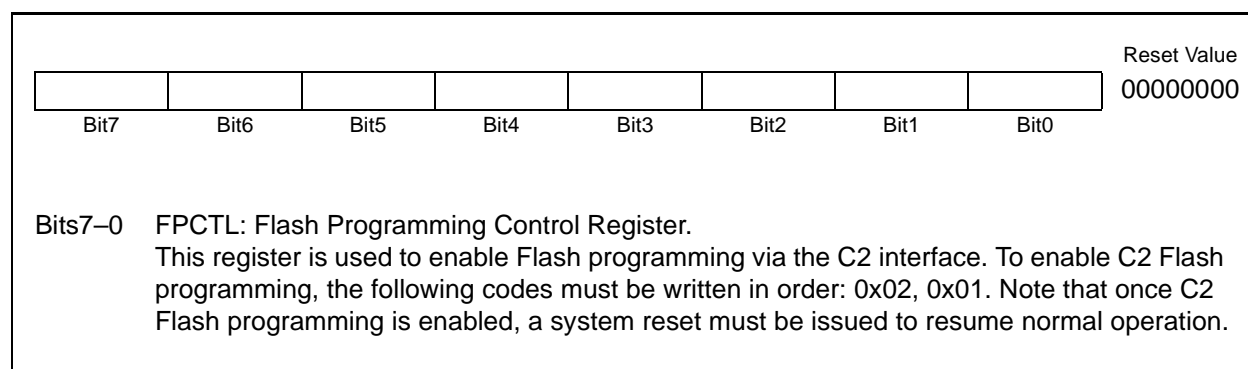 Reset Value
00000000
Bit7 Bit6 Bit5 Bit4 Bit3 Bit2 Bit1 Bit0
Bits7–0 FPCTL: Flash Programming Control Register.
This register is used to enable Flash programming via the C2 interface. To enable C2 Flash
programming, the following codes must be written in order: 0x02, 0x01. Note that once C2
Flash programming is enabled, a system reset must be issued to resume normal operation.